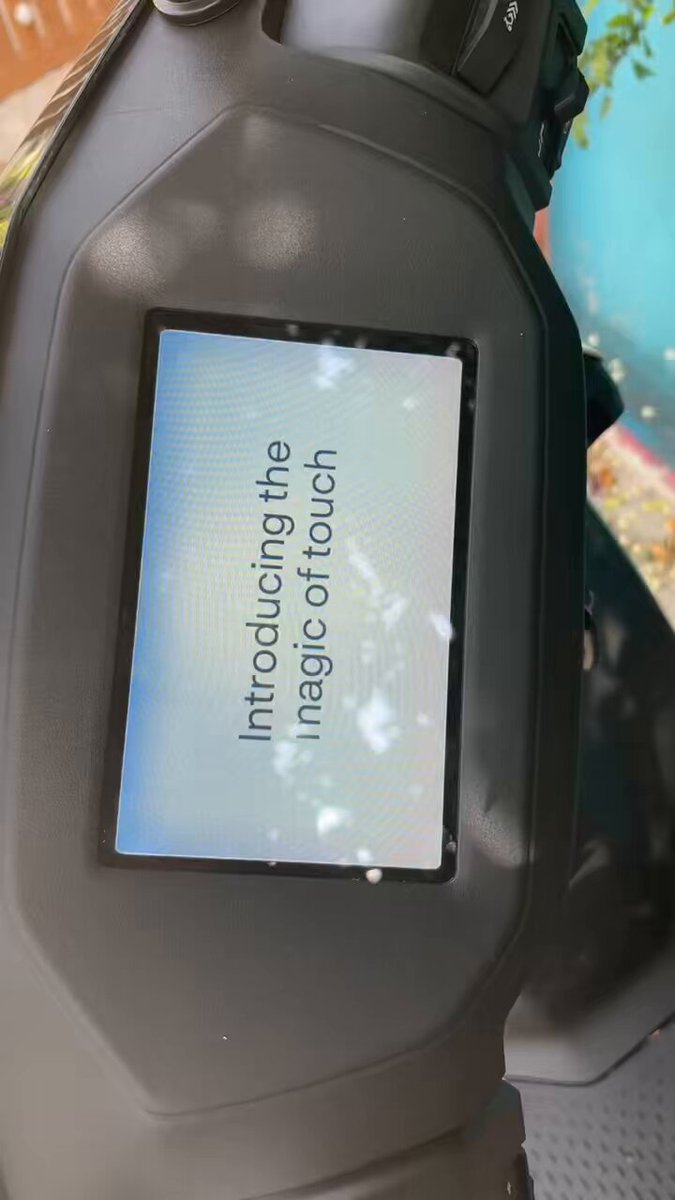 Introducing the
magic of touch